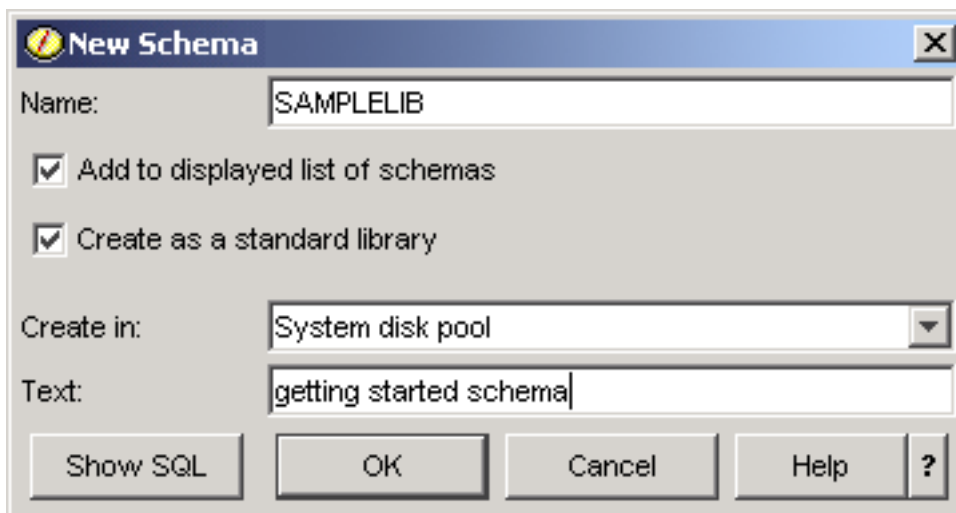 New Schema
Name: SAMPLELIB
Add to displayed list of schemas
Create as a standard library
Create in: System disk pool
Text: getting started schema
Show SQL OK Cancel Help ?